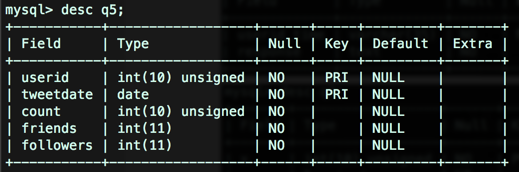 mysql> desc q5;
+-----------+------------------+------+-----+---------+-------+
| Field     | Type             | Null | Key | Default | Extra |
+-----------+------------------+------+-----+---------+-------+
| userid    | int(10) unsigned | NO   | PRI | NULL    |       |
| tweetdate | date             | NO   | PRI | NULL    |       |
| count     | int(10) unsigned | NO   |     | NULL    |       |
| friends   | int(11)          | NO   |     | NULL    |       |
| followers | int(11)          | NO   |     | NULL    |       |
+-----------+------------------+------+-----+---------+-------+